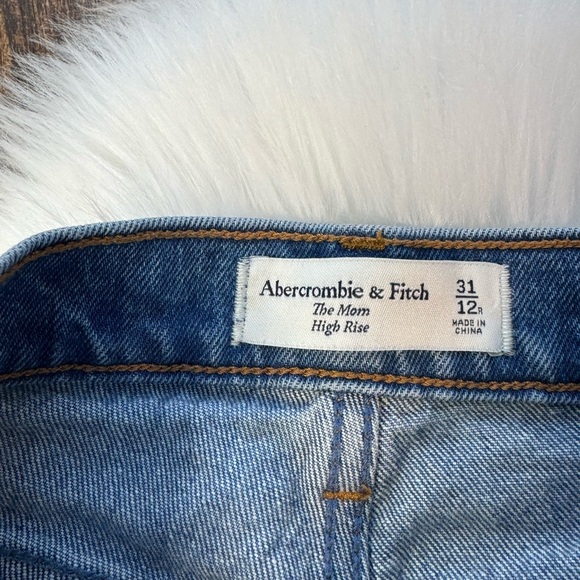 Abercrombie & Fitch
The Mom
High Rise
31
12R
MADE IN
CHINA